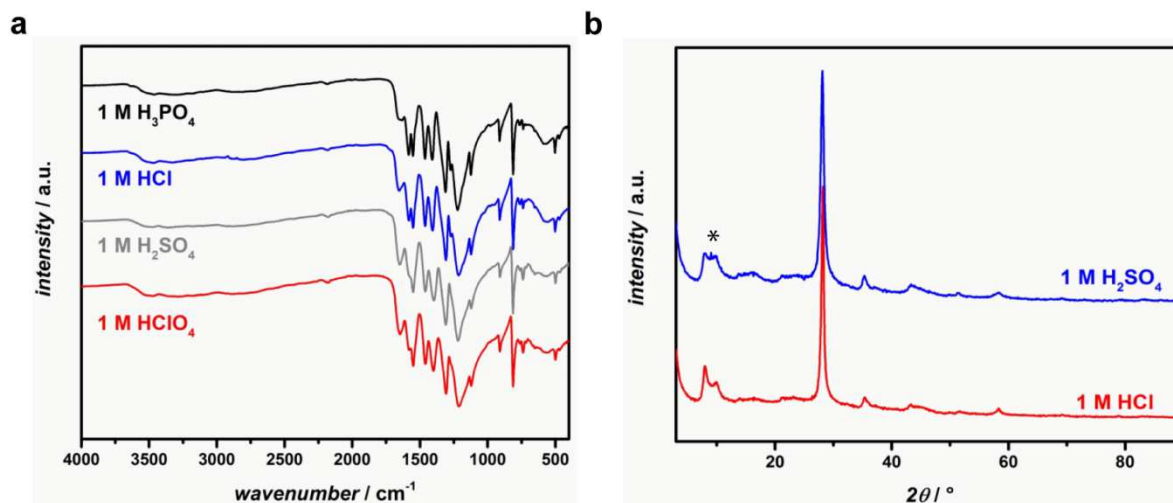 a
intensity / a.u.
1 M H₃PO₄
1 M HCl
1 M H₂SO₄
1 M HClO₄
4000 3500 3000 2500 2000 1500 1000 500
wavenumber / cm⁻¹
b
intensity / a.u.
*
1 M H₂SO₄
1 M HCl
20 40 60 80
2θ / °